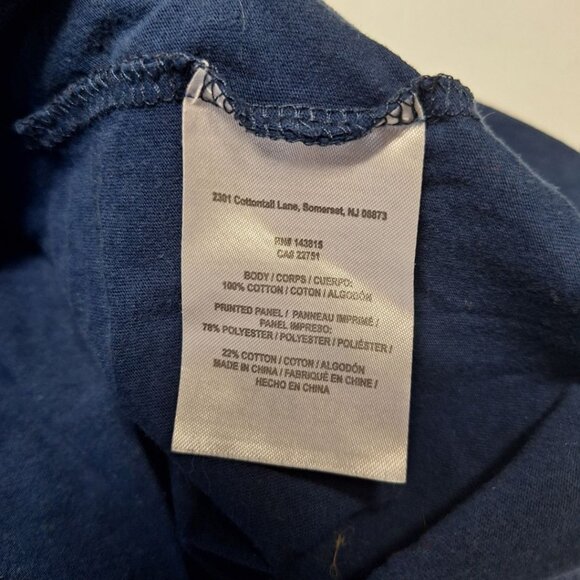 2301 Cottontail Lane, Somerset, NJ 08873
RN# 143815
CA# 22751
BODY / CORPS / CUERPO:
100% COTTON / COTON / ALGODÓN
PRINTED PANEL / PANNEAU IMPRIMÉ /
PANEL IMPRESO:
78% POLYESTER / POLYESTER / POLIÉSTER /
22% COTTON / COTON / ALGODÓN
MADE IN CHINA / FABRIQUÉ EN CHINE /
HECHO EN CHINA